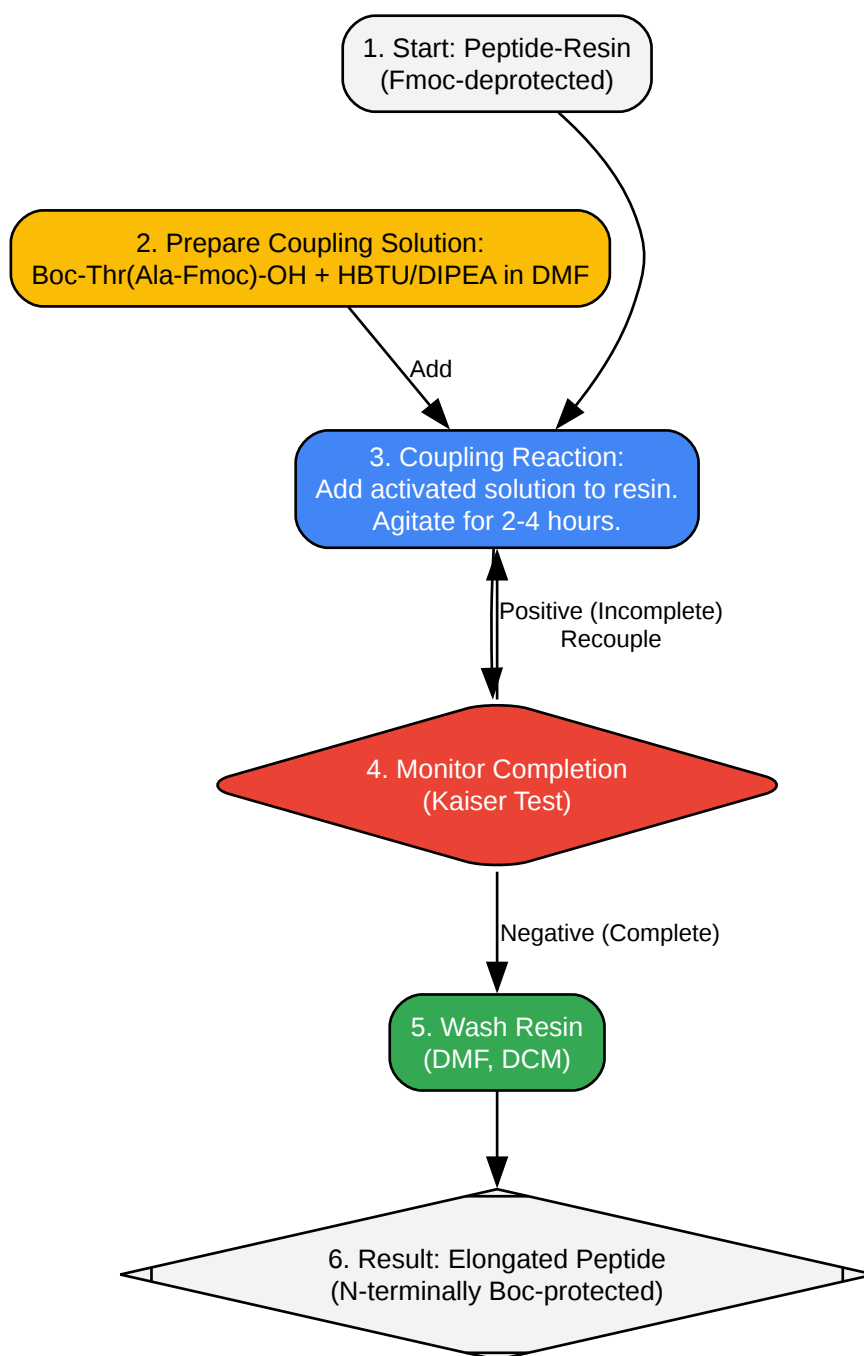 1. Start: Peptide-Resin
(Fmoc-deprotected)
2. Prepare Coupling Solution:
Boc-Thr(Ala-Fmoc)-OH + HBTU/DIPEA in DMF
Add
3. Coupling Reaction:
Add activated solution to resin.
Agitate for 2-4 hours.
Positive (Incomplete)
Recouple
4. Monitor Completion
(Kaiser Test)
Negative (Complete)
5. Wash Resin
(DMF, DCM)
6. Result: Elongated Peptide
(N-terminally Boc-protected)